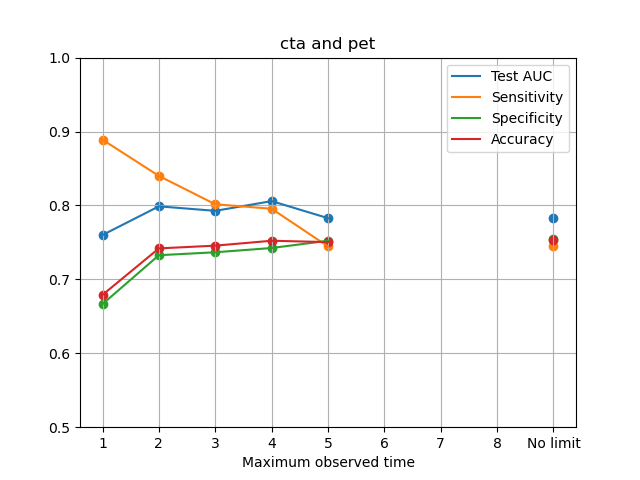 cta and pet
1.0
0.9
0.8
0.7
0.6
0.5
Test AUC
Sensitivity
Specificity
Accuracy
1 2 3 4 5 6 7 8 No limit
Maximum observed time